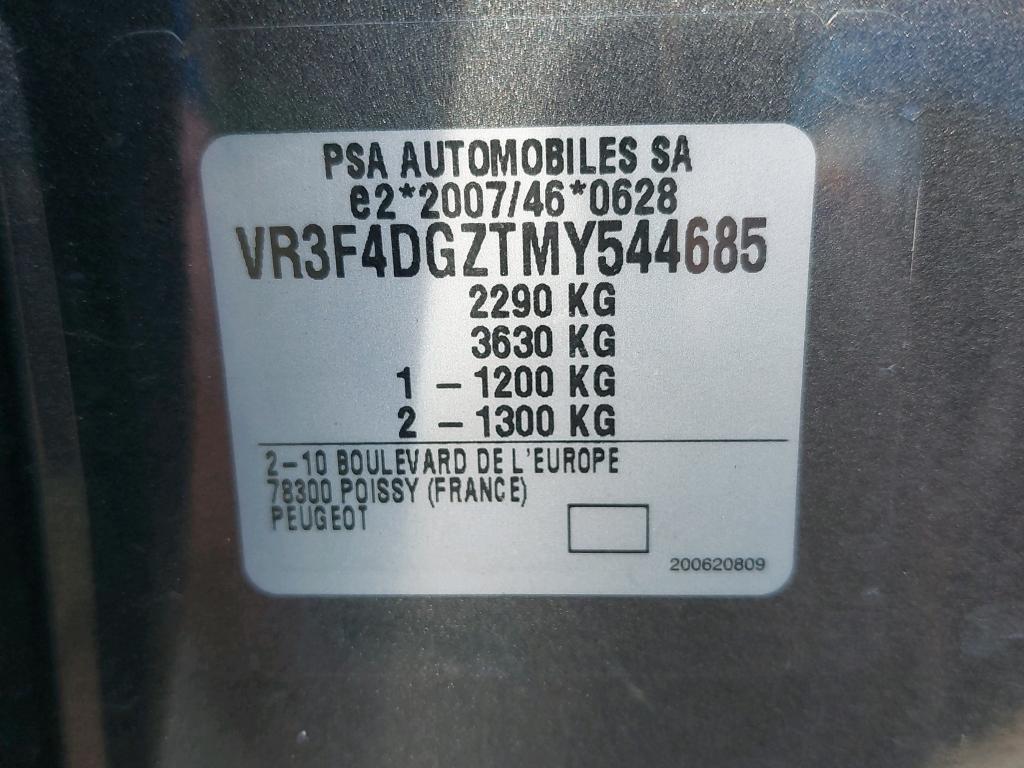 PSA AUTOMOBILES SA
e2*2007/46*0628
VR3F4DGZTMY544685
2290 KG
3630 KG
1 – 1200 KG
2 – 1300 KG
2–10 BOULEVARD DE L'EUROPE
78300 POISSY (FRANCE)
PEUGEOT
200620809